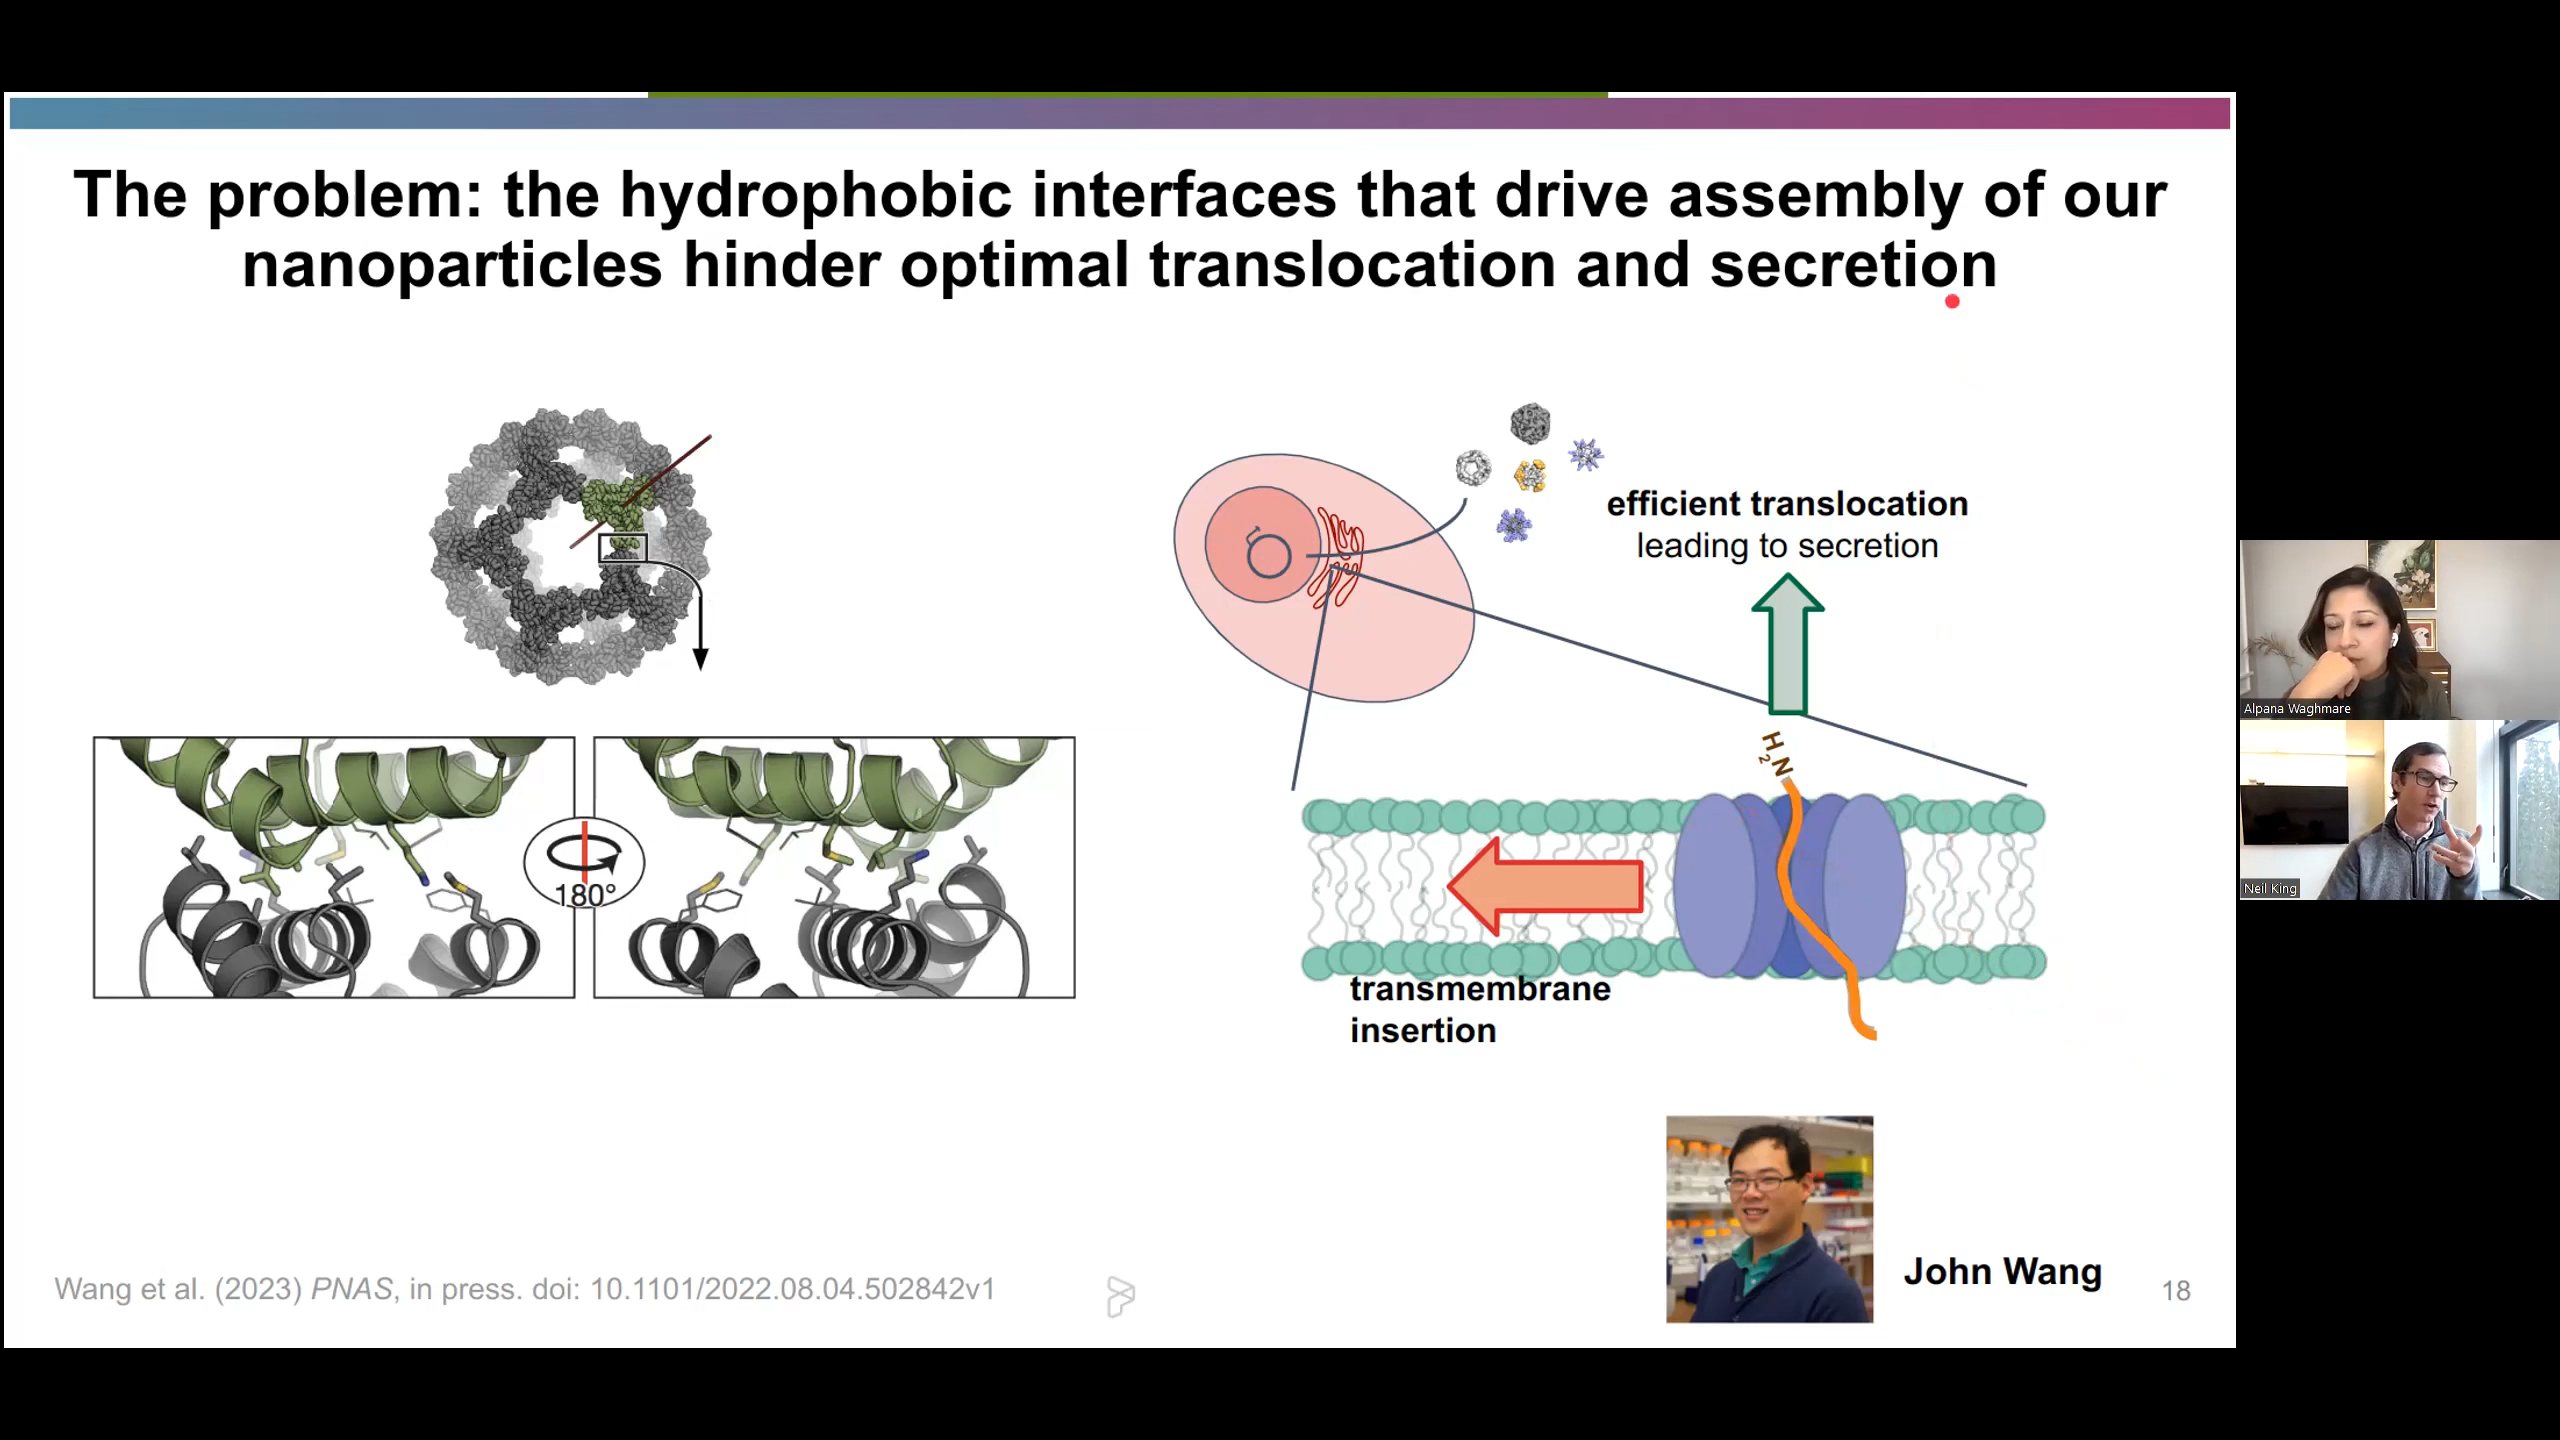 The problem: the hydrophobic interfaces that drive assembly of our
nanoparticles hinder optimal translocation and secretion
efficient translocation
leading to secretion
H₂N
180°
transmembrane
insertion
John Wang
Wang et al. (2023) PNAS, in press. doi: 10.1101/2022.08.04.502842v1
18
Alpana Waghmare
Neil King